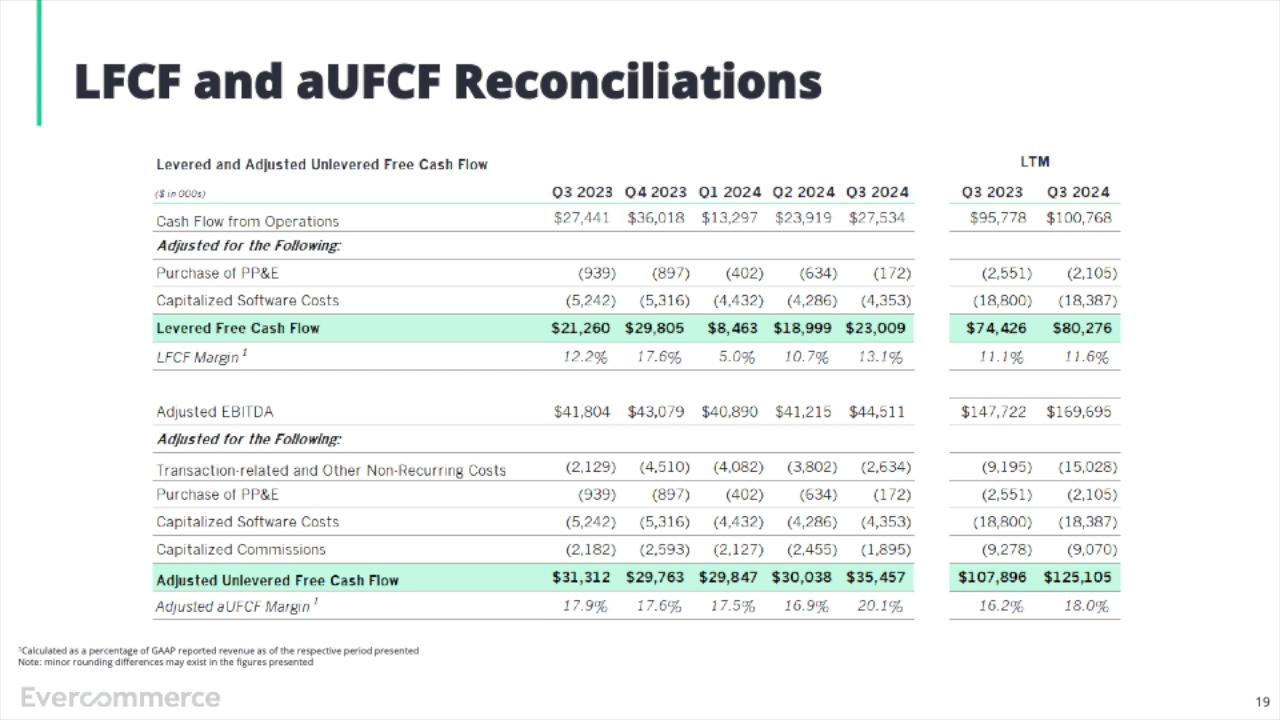 LFCF and aUFCF Reconciliations
Levered and Adjusted Unlevered Free Cash Flow LTM
($ in 000s) Q3 2023 Q4 2023 Q1 2024 Q2 2024 Q3 2024 Q3 2023 Q3 2024
Cash Flow from Operations $27,441 $36,018 $13,297 $23,919 $27,534 $95,778 $100,768
Adjusted for the Following:
Purchase of PP&E (939) (897) (402) (634) (172) (2,551) (2,105)
Capitalized Software Costs (5,242) (5,316) (4,432) (4,286) (4,353) (18,800) (18,387)
Levered Free Cash Flow $21,260 $29,805 $8,463 $18,999 $23,009 $74,426 $80,276
LFCF Margin 1 12.2% 17.6% 5.0% 10.7% 13.1% 11.1% 11.6%
Adjusted EBITDA $41,804 $43,079 $40,890 $41,215 $44,511 $147,722 $169,695
Adjusted for the Following:
Transaction-related and Other Non-Recurring Costs (2,129) (4,510) (4,082) (3,802) (2,634) (9,195) (15,028)
Purchase of PP&E (939) (897) (402) (634) (172) (2,551) (2,105)
Capitalized Software Costs (5,242) (5,316) (4,432) (4,286) (4,353) (18,800) (18,387)
Capitalized Commissions (2,182) (2,593) (2,127) (2,455) (1,895) (9,278) (9,070)
Adjusted Unlevered Free Cash Flow $31,312 $29,763 $29,847 $30,038 $35,457 $107,896 $125,105
Adjusted aUFCF Margin 1 17.9% 17.6% 17.5% 16.9% 20.1% 16.2% 18.0%
1Calculated as a percentage of GAAP reported revenue as of the respective period presented
Note: minor rounding differences may exist in the figures presented
Evercommerce
19